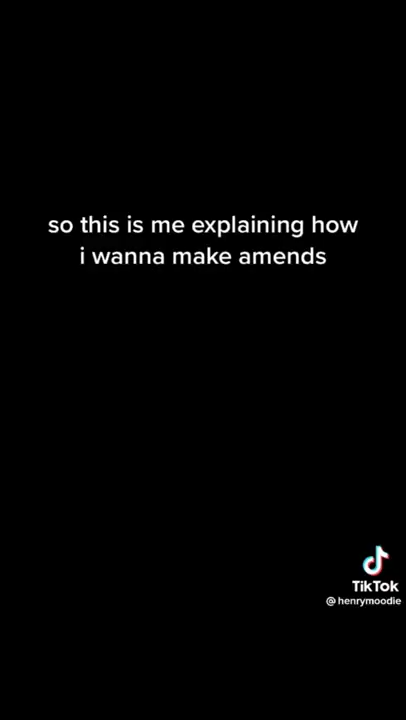 so this is me explaining how
i wanna make amends
TikTok
@henrymoodie